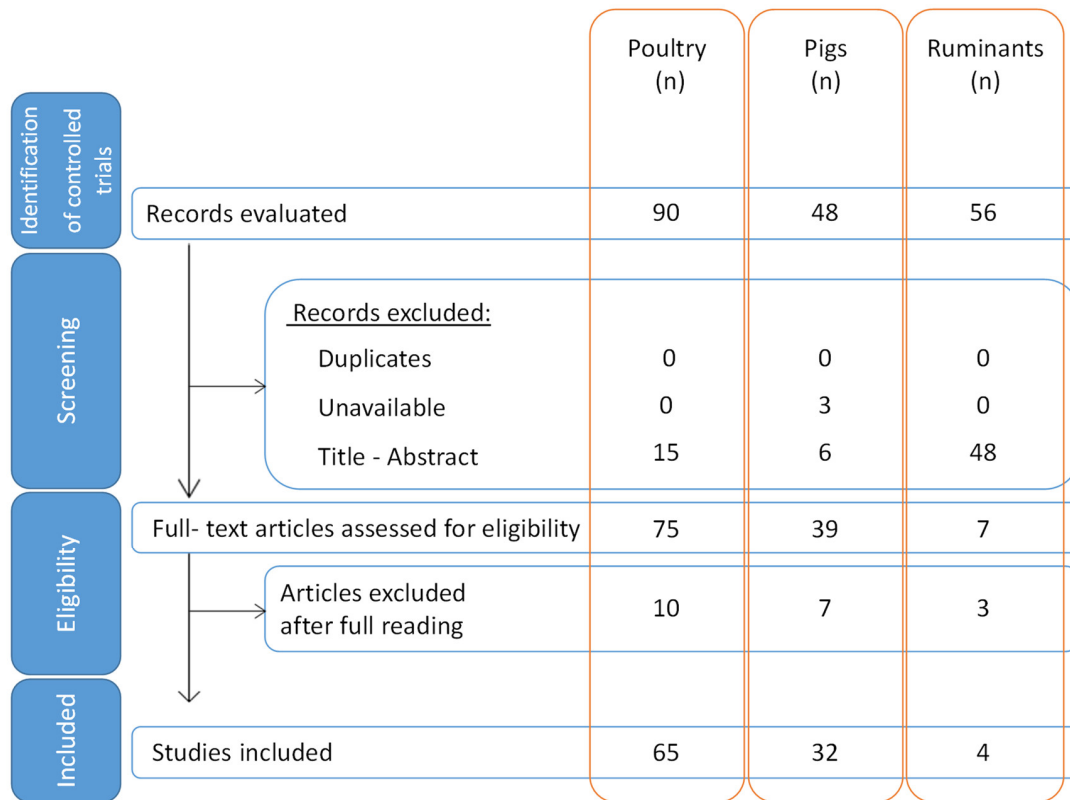 Poultry (n)
Pigs (n)
Ruminants (n)
Identification of controlled trials
Records evaluated 90 48 56
Screening
Records excluded:
Duplicates 0 0 0
Unavailable 0 3 0
Title - Abstract 15 6 48
Eligibility
Full- text articles assessed for eligibility 75 39 7
Articles excluded
after full reading 10 7 3
Included
Studies included 65 32 4